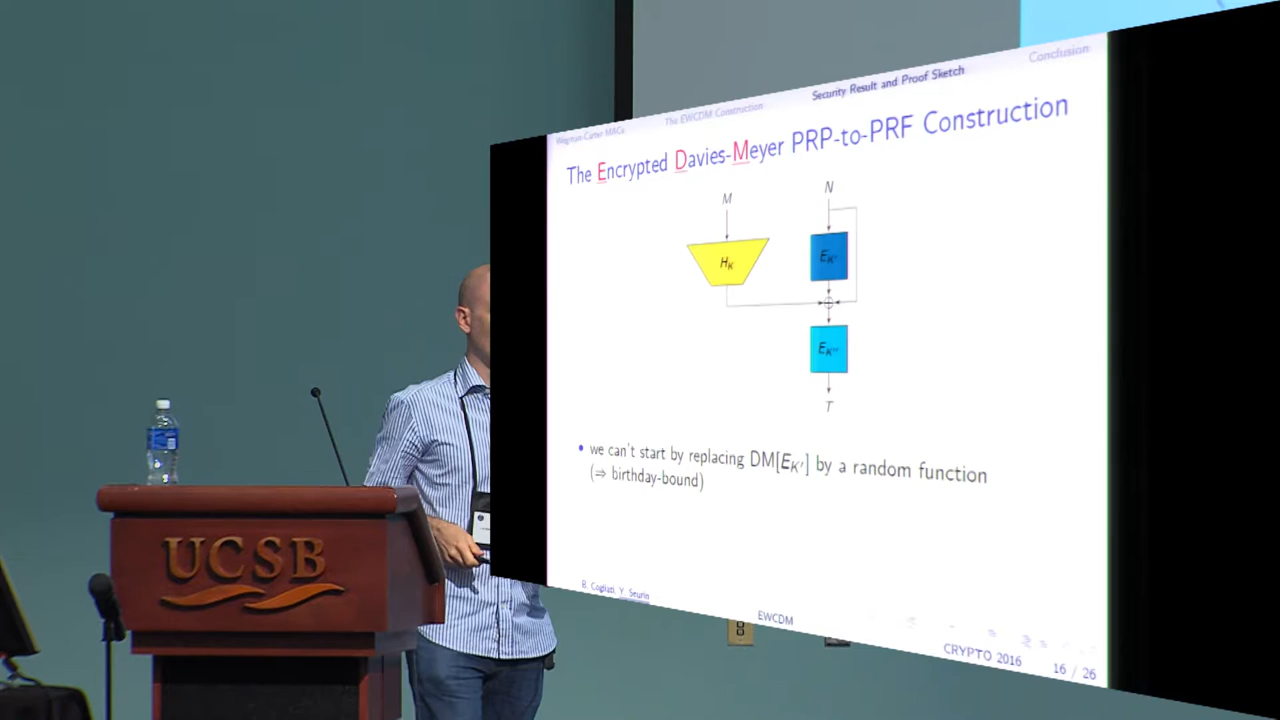 Wegman-Carter MACs
The EWCDM Construction
Security Result and Proof Sketch
Conclusion
The Encrypted Davies-Meyer PRP-to-PRF Construction
M
N
H_K
E_K'
E_K''
T
• we can't start by replacing DM[E_K'] by a random function
(⇒ birthday-bound)
B. Cogliati, Y. Seurin
EWCDM
CRYPTO 2016
16 / 26
UCSB